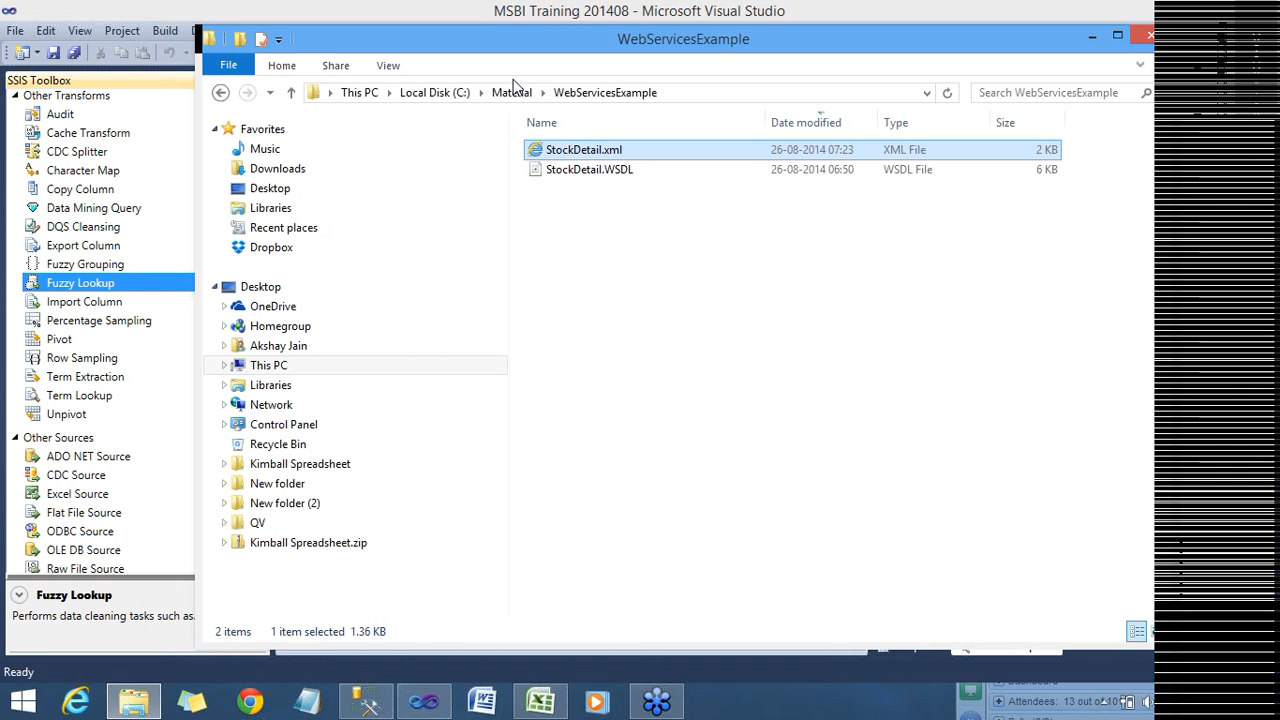 MSBI Training 201408 - Microsoft Visual Studio
File Edit View Project Build
WebServicesExample
File Home Share View
This PC Local Disk (C:) WebServicesExample
Search WebServicesExample
SSIS Toolbox
Other Transforms
Audit
Cache Transform
CDC Splitter
Character Map
Copy Column
Data Mining Query
DQS Cleansing
Export Column
Fuzzy Grouping
Fuzzy Lookup
Import Column
Percentage Sampling
Pivot
Row Sampling
Term Extraction
Term Lookup
Unpivot
Other Sources
ADO NET Source
CDC Source
Excel Source
Flat File Source
ODBC Source
OLE DB Source
Raw File Source
Fuzzy Lookup
Performs data cleaning tasks such as
Favorites
Music
Downloads
Desktop
Libraries
Recent places
Dropbox
Desktop
OneDrive
Homegroup
Akshay Jain
This PC
Libraries
Network
Control Panel
Recycle Bin
Kimball Spreadsheet
New folder
New folder (2)
QV
Kimball Spreadsheet.zip
Name Date modified Type Size
StockDetail.xml 26-08-2014 07:23 XML File 2 KB
StockDetail.WSDL 26-08-2014 06:50 WSDL File 6 KB
2 items 1 item selected 1.36 KB
Ready
Attendees: 13 out of